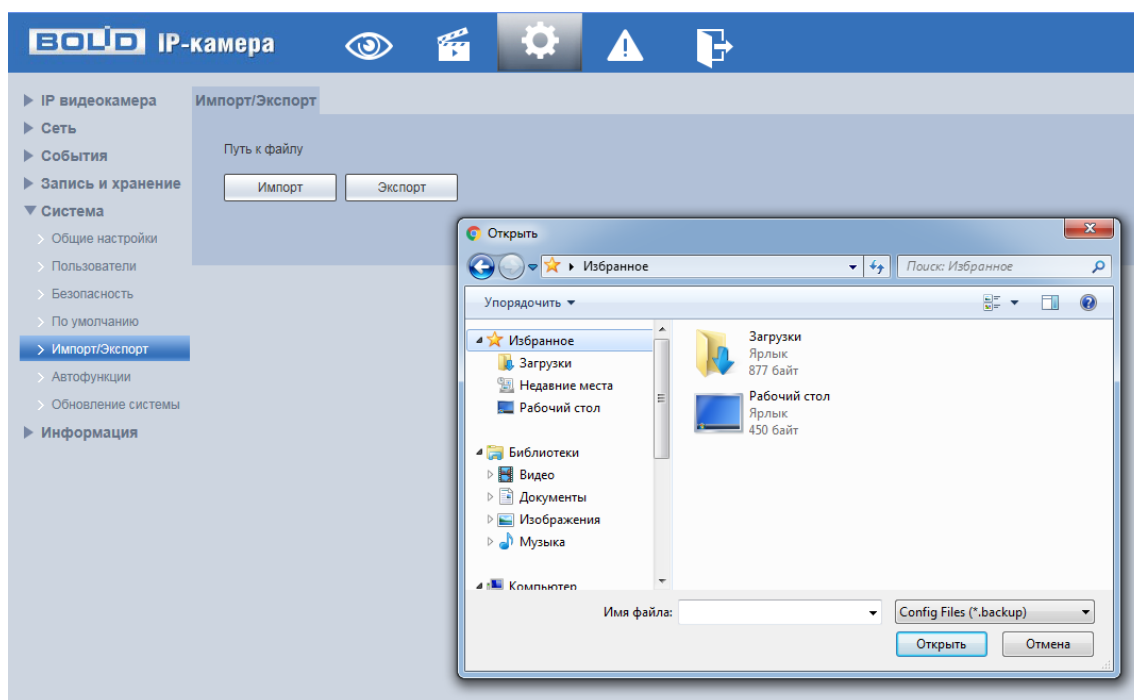 BOLID IP-камера
IP видеокамера
Сеть
События
Запись и хранение
Система
Общие настройки
Пользователи
Безопасность
По умолчанию
Импорт/Экспорт
Автофункции
Обновление системы
Информация
Импорт/Экспорт
Путь к файлу
Импорт Экспорт
Открыть
Избранное
Поиск: Избранное
Упорядочить
Избранное
Загрузки
Недавние места
Рабочий стол
Библиотеки
Видео
Документы
Изображения
Музыка
Компьютер
Загрузки
Ярлык
877 байт
Рабочий стол
Ярлык
450 байт
Имя файла:
Config Files (*.backup)
Открыть Отмена